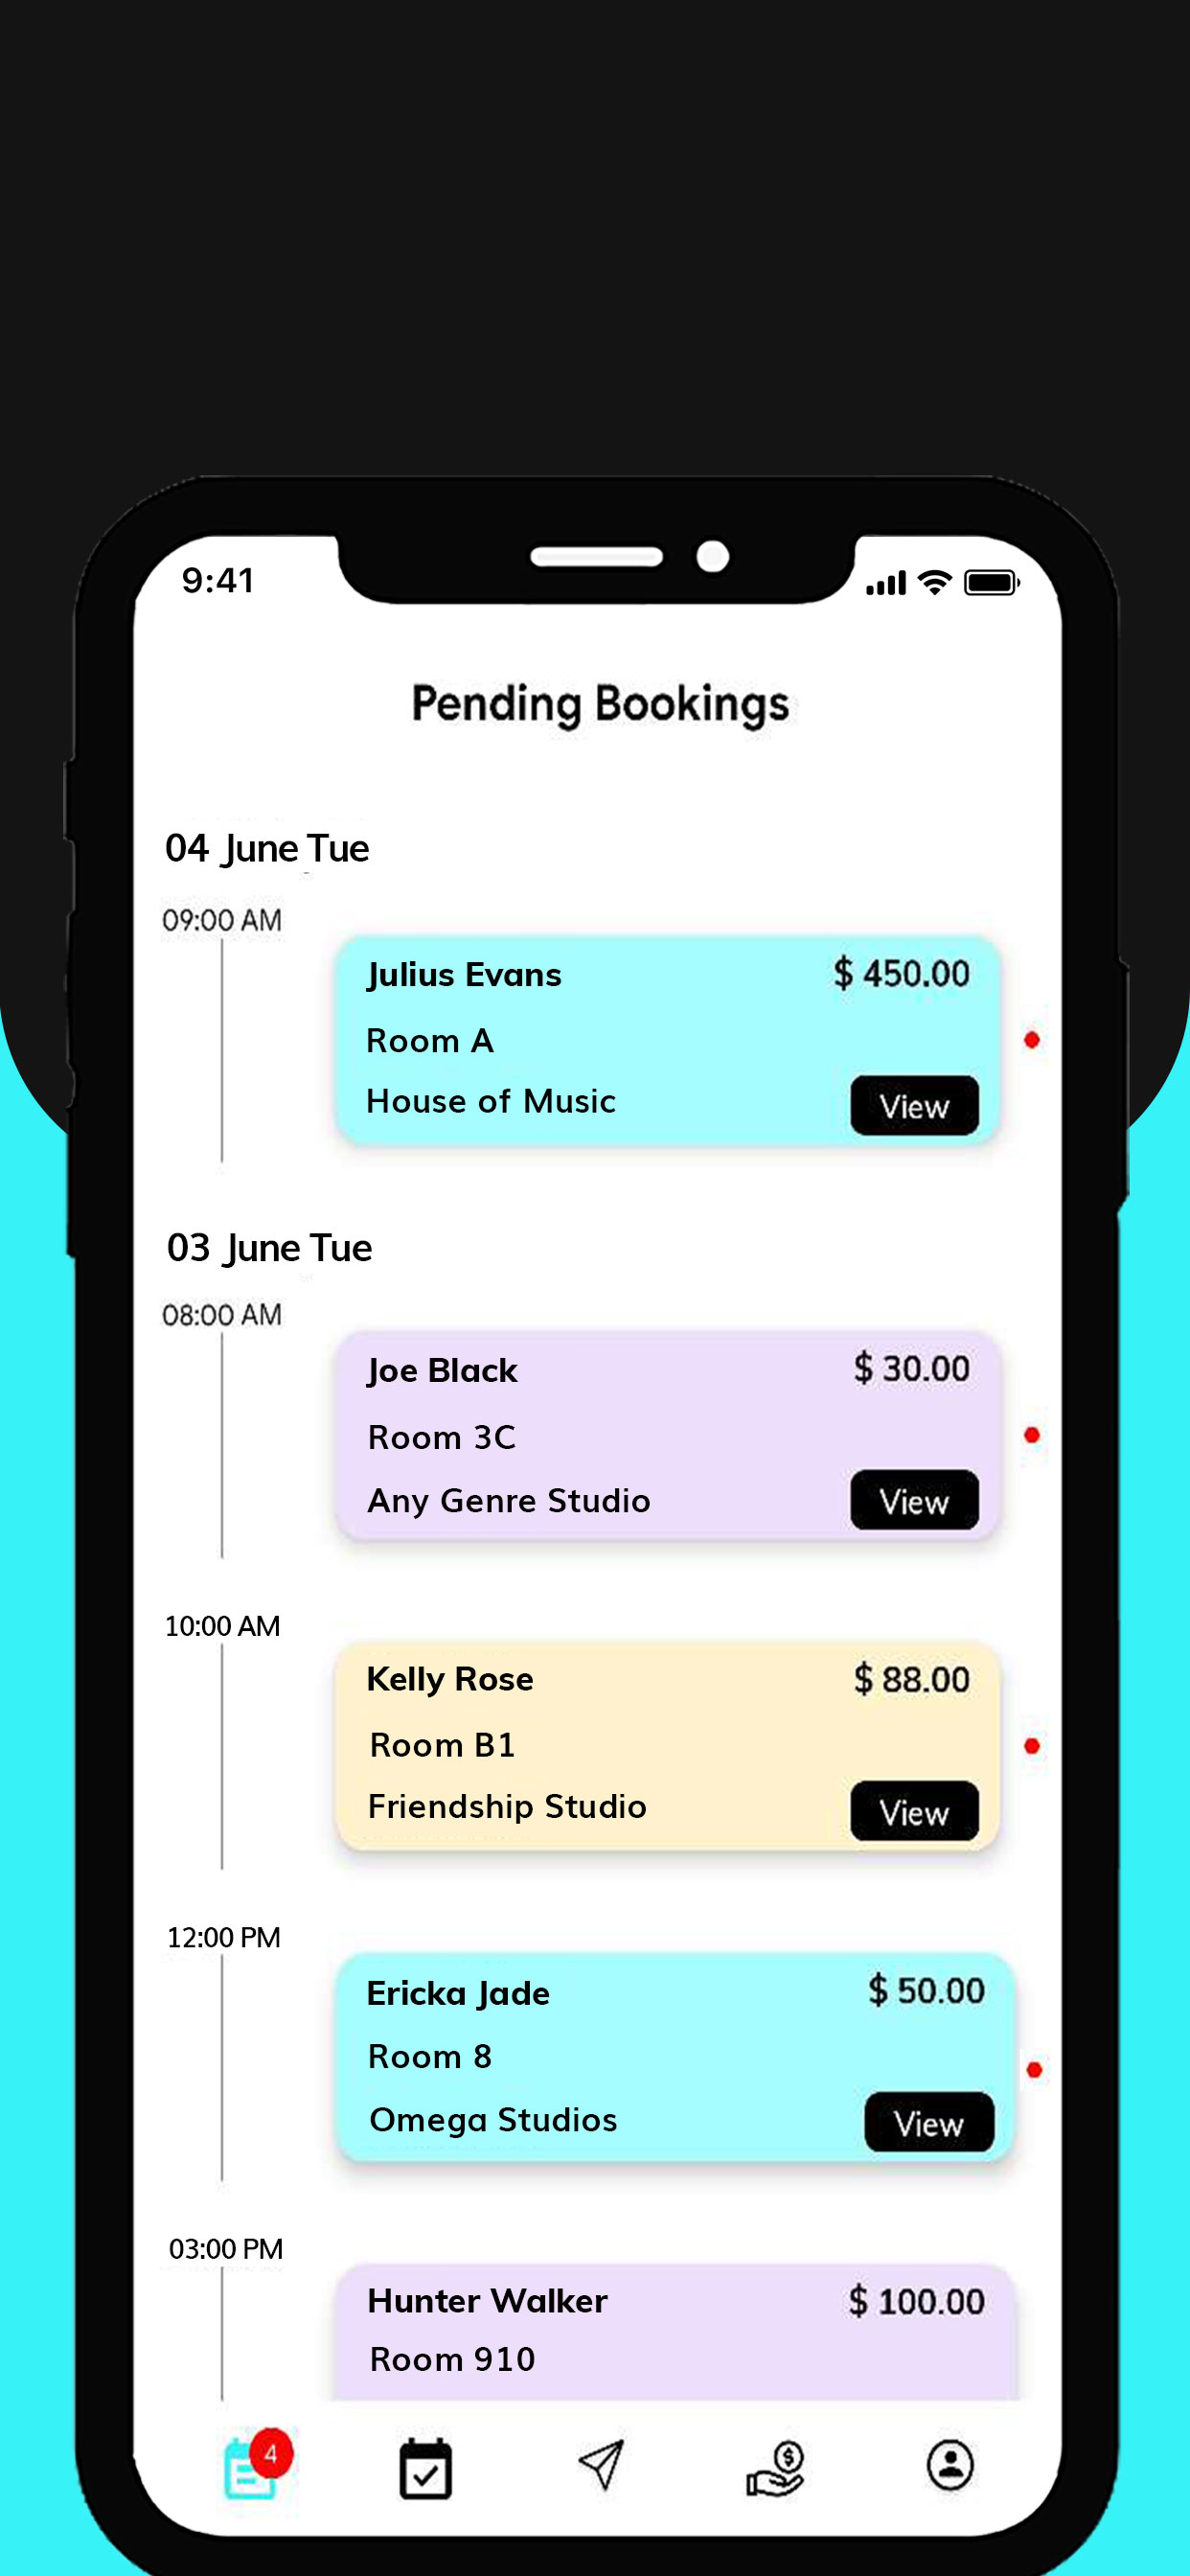 9:41
Pending Bookings
04 June Tue
09:00 AM
Julius Evans $ 450.00
Room A
House of Music View
03 June Tue
08:00 AM
Joe Black $ 30.00
Room 3C
Any Genre Studio View
10:00 AM
Kelly Rose $ 88.00
Room B1
Friendship Studio View
12:00 PM
Ericka Jade $ 50.00
Room 8
Omega Studios View
03:00 PM
Hunter Walker $ 100.00
Room 910
4
$